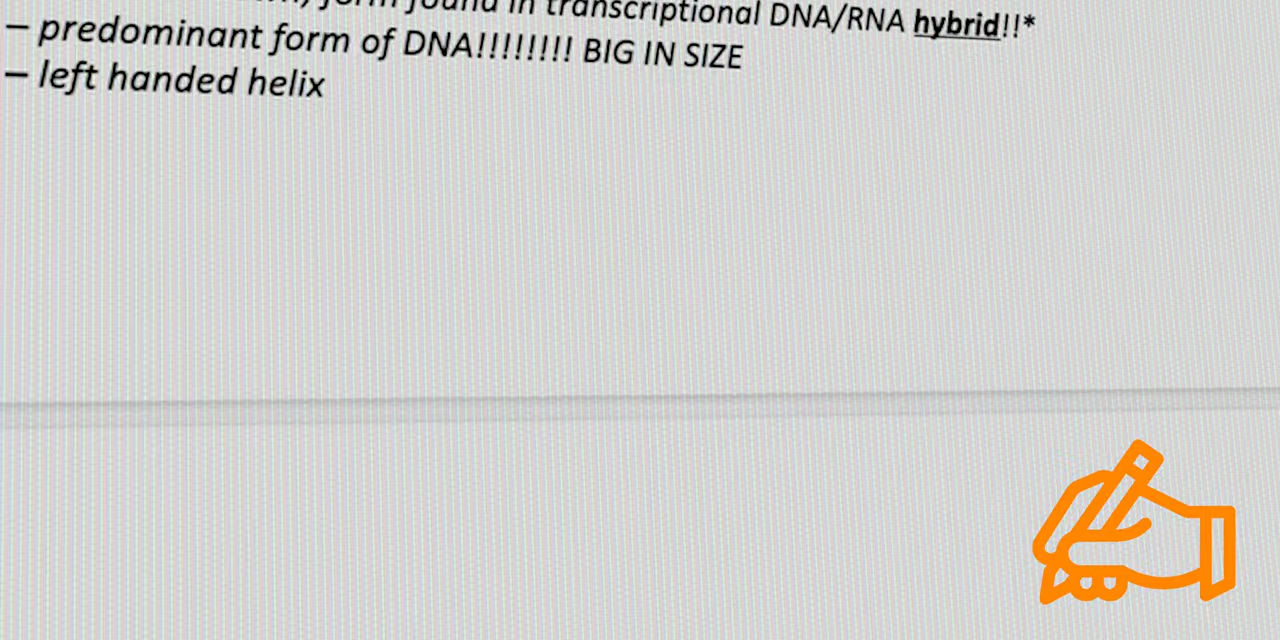 form found in transcriptional DNA/RNA hybrid!!*
– predominant form of DNA!!!!!!!! BIG IN SIZE
– left handed helix